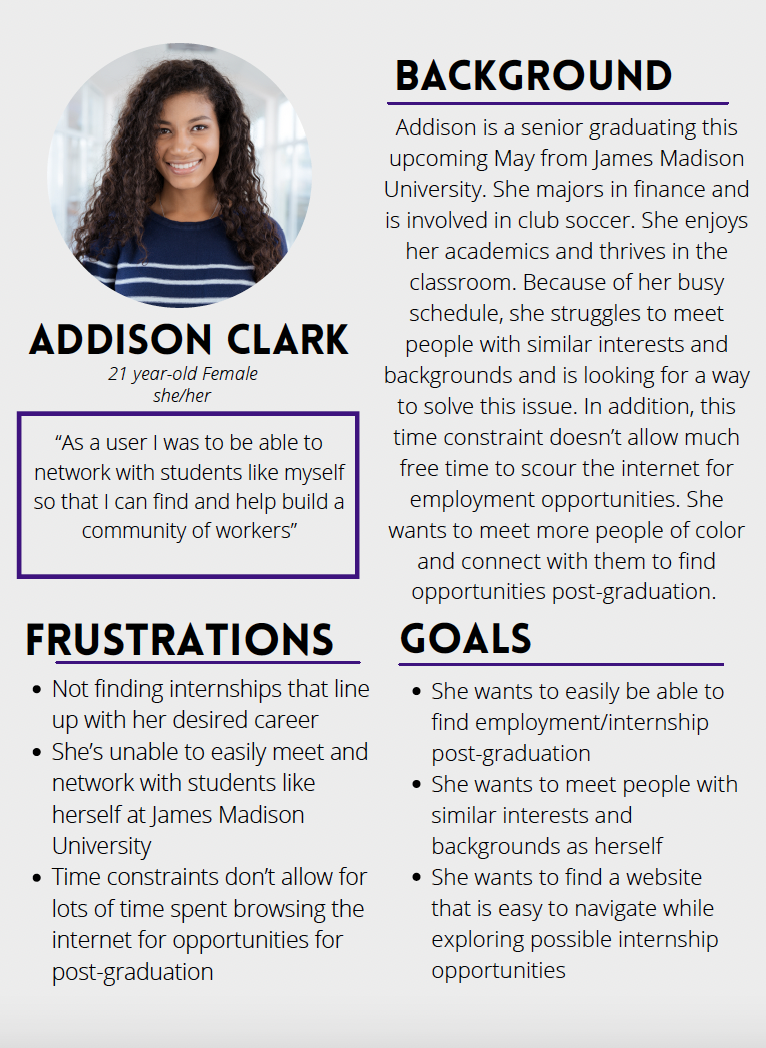 ADDISON CLARK
21 year-old Female
she/her
“As a user I was to be able to
network with students like myself
so that I can find and help build a
community of workers”
BACKGROUND
Addison is a senior graduating this
upcoming May from James Madison
University. She majors in finance and
is involved in club soccer. She enjoys
her academics and thrives in the
classroom. Because of her busy
schedule, she struggles to meet
people with similar interests and
backgrounds and is looking for a way
to solve this issue. In addition, this
time constraint doesn’t allow much
free time to scour the internet for
employment opportunities. She
wants to meet more people of color
and connect with them to find
opportunities post-graduation.
FRUSTRATIONS
• Not finding internships that line
up with her desired career
• She’s unable to easily meet and
network with students like
herself at James Madison
University
• Time constraints don’t allow for
lots of time spent browsing the
internet for opportunities for
post-graduation
GOALS
• She wants to easily be able to
find employment/internship
post-graduation
• She wants to meet people with
similar interests and
backgrounds as herself
• She wants to find a website
that is easy to navigate while
exploring possible internship
opportunities